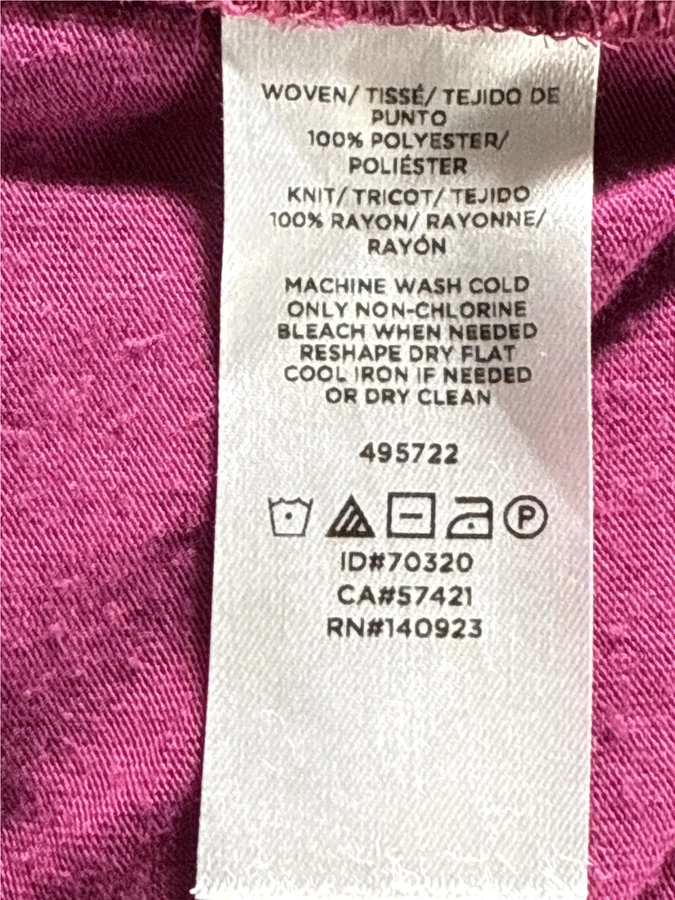 WOVEN/ TISSÉ/ TEJIDO DE
PUNTO
100% POLYESTER/
POLIÉSTER
KNIT/ TRICOT/ TEJIDO
100% RAYON/ RAYONNE/
RAYÓN
MACHINE WASH COLD
ONLY NON-CHLORINE
BLEACH WHEN NEEDED
RESHAPE DRY FLAT
COOL IRON IF NEEDED
OR DRY CLEAN
495722
P
ID#70320
CA#57421
RN#140923